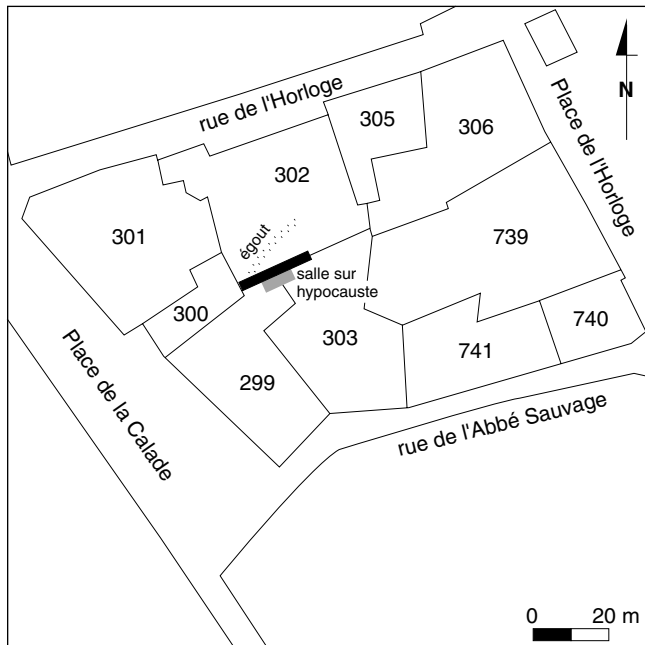 rue de l'Horloge
Place de l'Horloge
N
305
306
302
301
739
égout
salle sur
hypocauste
300
303
740
741
299
Place de la Calade
rue de l'Abbé Sauvage
0 20 m